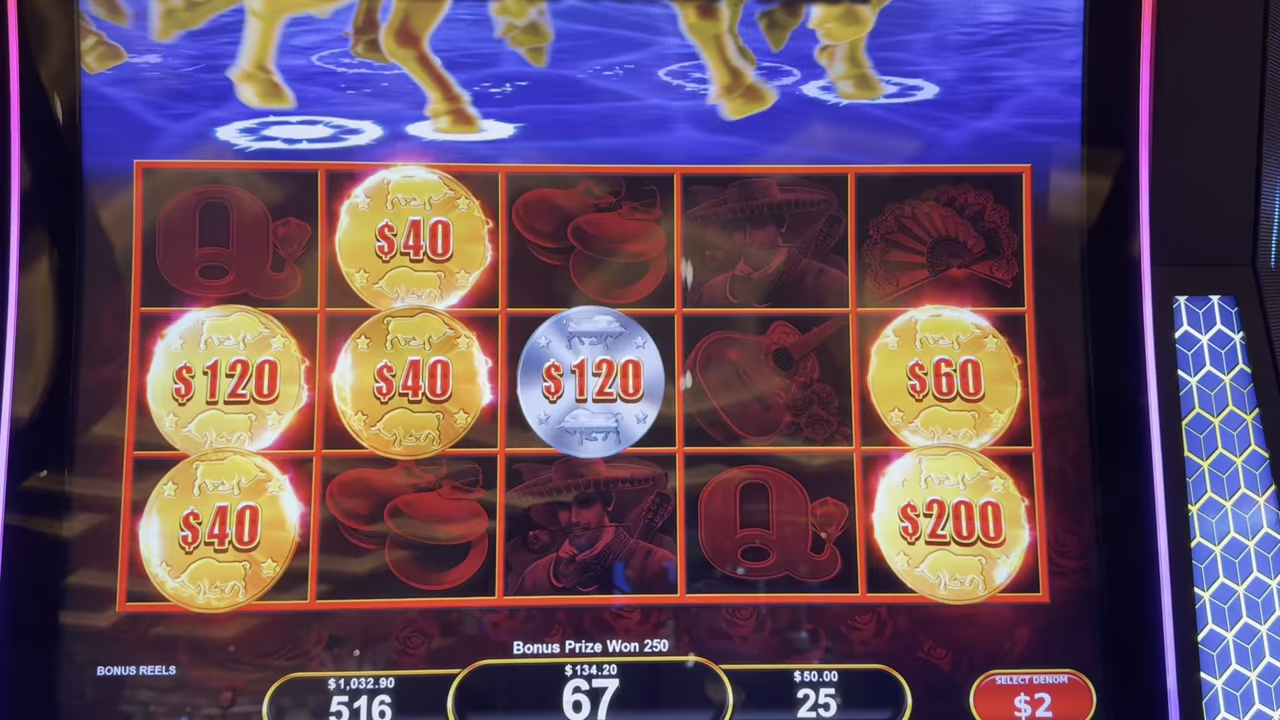 Q
$40
$120
$40
$120
$60
$40
Q
$200
Bonus Prize Won 250
BONUS REELS
$1,032.90
516
$134.20
67
$50.00
25
SELECT DENOM
$2